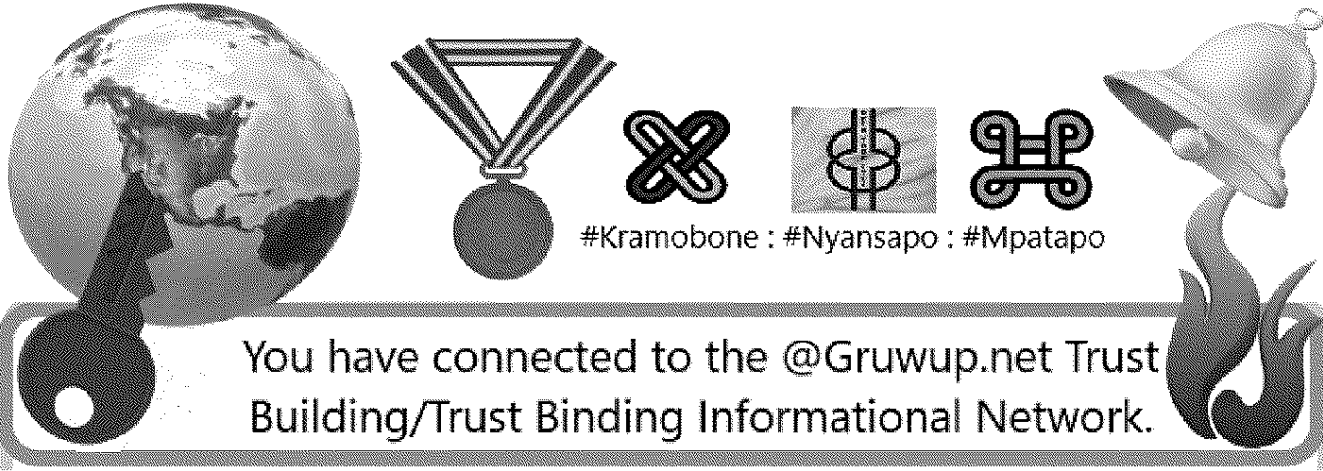 #Kramobone : #Nyansapo : #Mpatapo
You have connected to the @Gruwup.net Trust
Building/Trust Binding Informational Network.